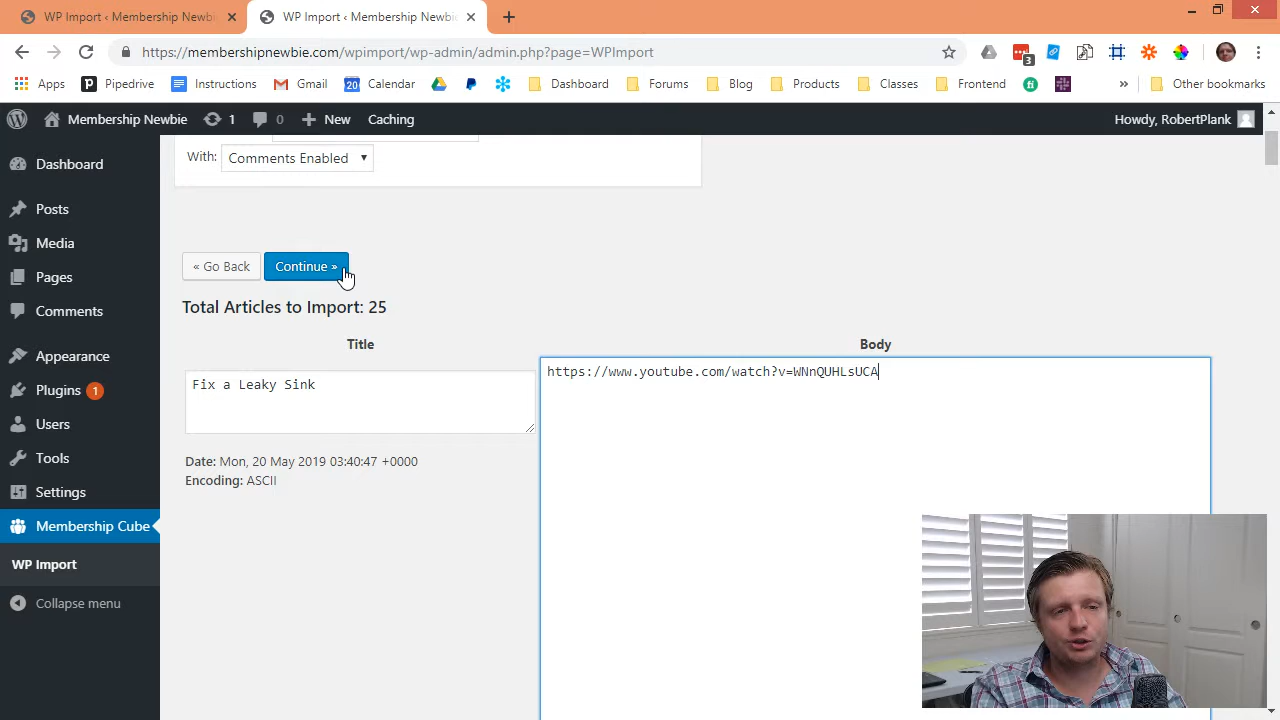 WP Import ‹ Membership Newbie
WP Import ‹ Membership Newbie
https://membershipnewbie.com/wpimport/wp-admin/admin.php?page=WPImport
3
Apps
Pipedrive
Instructions
Gmail
20
Calendar
Dashboard
Forums
Blog
Products
Classes
Frontend
»
Other bookmarks
Membership Newbie
1
0
New
Caching
Howdy, RobertPlank
Dashboard
Posts
Media
Pages
Comments
Appearance
Plugins 1
Users
Tools
Settings
Membership Cube
WP Import
Collapse menu
With: Comments Enabled
« Go Back
Continue »
Total Articles to Import: 25
Title
Body
Fix a Leaky Sink
https://www.youtube.com/watch?v=WNnQUHLsUCA
Date: Mon, 20 May 2019 03:40:47 +0000
Encoding: ASCII